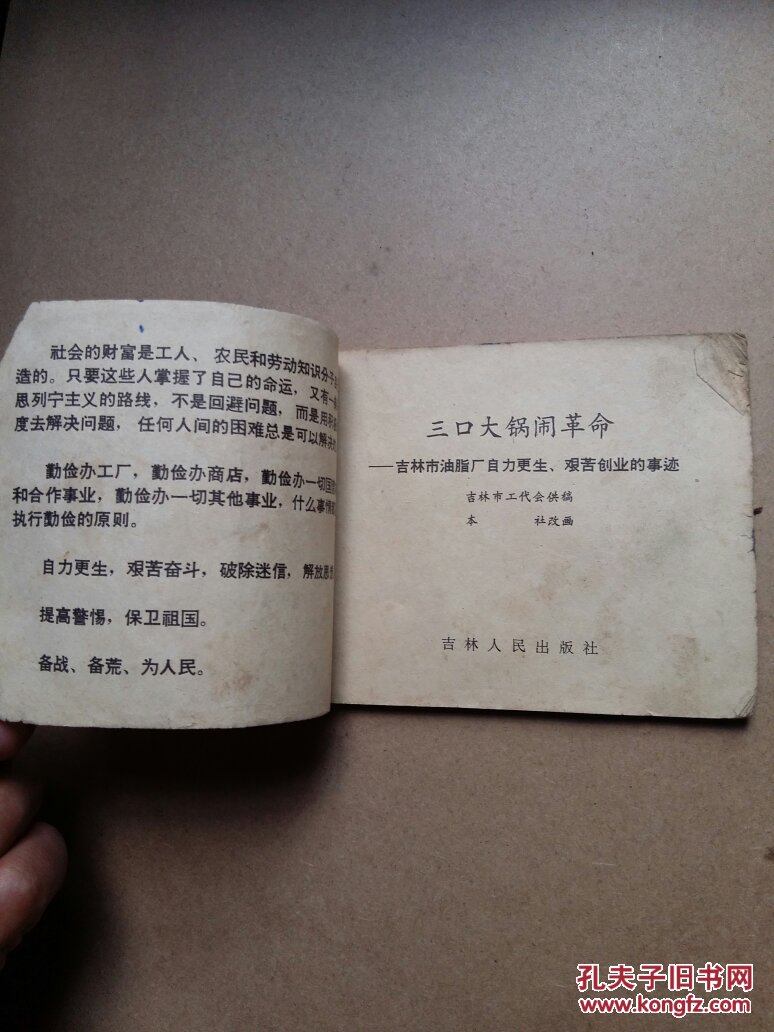 社会的财富是工人、农民和劳动知识分子
造的。只要这些人掌握了自己的命运，又有一
思列宁主义的路线，不是回避问题，而是用积
度去解决问题，任何人间的困难总是可以解决的
勤俭办工厂，勤俭办商店，勤俭办一切国
和合作事业，勤俭办一切其他事业，什么事情
执行勤俭的原则。
自力更生，艰苦奋斗，破除迷信，解放思
提高警惕，保卫祖国。
备战、备荒、为人民。
三口大锅闹革命
——吉林市油脂厂自力更生、艰苦创业的事迹
吉林市工代会供稿
本 社改画
吉林人民出版社
孔夫子旧书网
www.kongfz.com